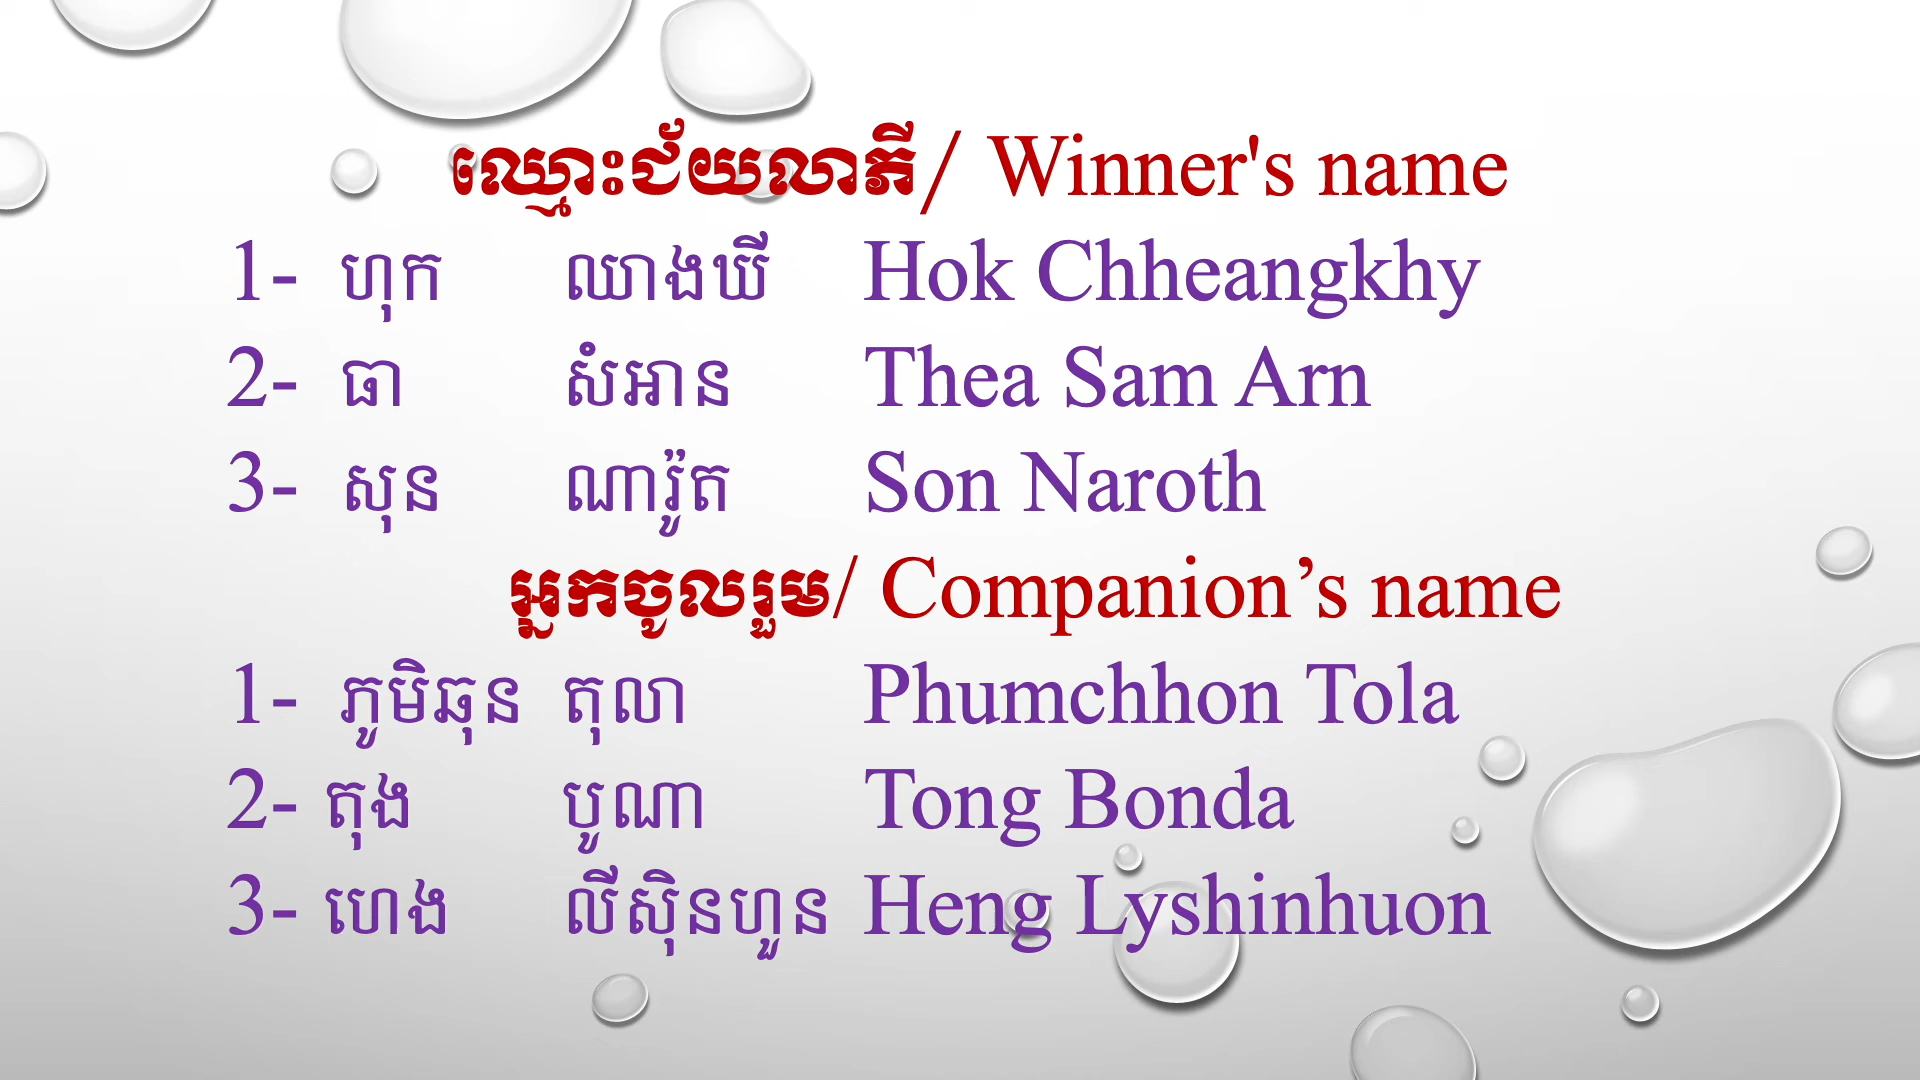 ឈ្មោះជ័យលាភី/ Winner's name
1- ហុក ឈាងឃី Hok Chheangkhy
2- ធា សំអាន Thea Sam Arn
3- សុន ណារ៉ូត Son Naroth
អ្នកចូលរួម/ Companion’s name
1- ភូមិឆុន តុលា Phumchhon Tola
2- តុង បូណា Tong Bonda
3- ហេង លីស៊ិនហួន Heng Lyshinhuon